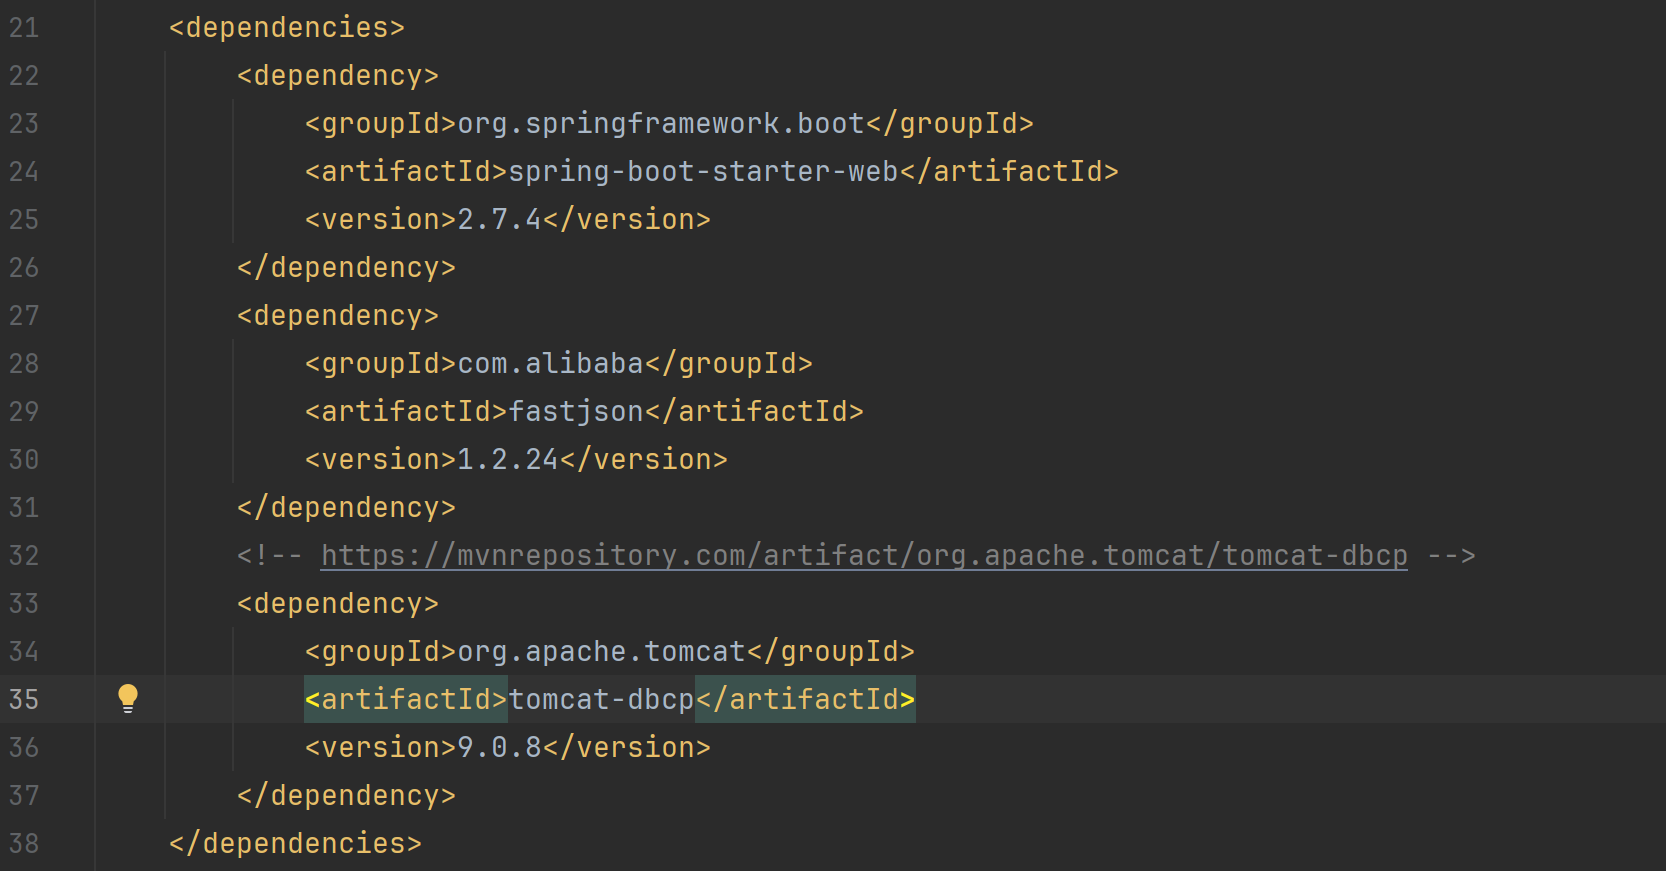 21 <dependencies>
22 <dependency>
23 <groupId>org.springframework.boot</groupId>
24 <artifactId>spring-boot-starter-web</artifactId>
25 <version>2.7.4</version>
26 </dependency>
27 <dependency>
28 <groupId>com.alibaba</groupId>
29 <artifactId>fastjson</artifactId>
30 <version>1.2.24</version>
31 </dependency>
32 <!-- https://mvnrepository.com/artifact/org.apache.tomcat/tomcat-dbcp -->
33 <dependency>
34 <groupId>org.apache.tomcat</groupId>
35 <artifactId>tomcat-dbcp</artifactId>
36 <version>9.0.8</version>
37 </dependency>
38 </dependencies>